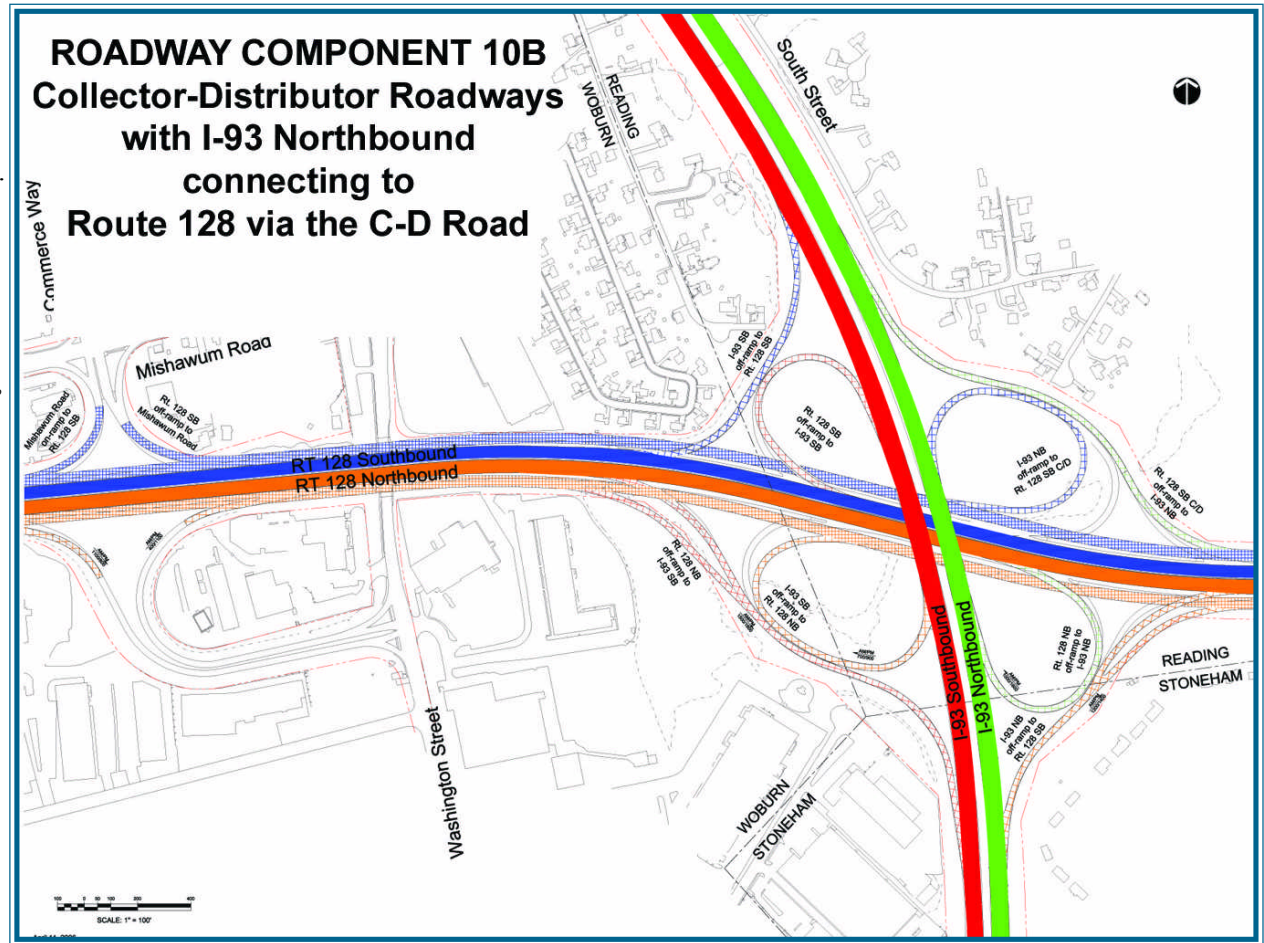 ROADWAY COMPONENT 10B
Collector-Distributor Roadways
with I-93 Northbound
connecting to
Route 128 via the C-D Road
South Street
READING
WOBURN
Commerce Way
Mishawum Road
Mishawum Road
on-ramp to
Rt. 128 SB
Rt. 128 SB
off-ramp to
Mishawum Road
I-93 SB
off-ramp to
Rt. 128 SB
Rt. 128 SB
off-ramp to
I-93 SB
I-93 NB
off-ramp to
Rt. 128 SB C/D
Rt. 128 SB C/D
off-ramp to
I-93 NB
RT 128 Southbound
RT 128 Northbound
Rt. 128 NB
off-ramp to
I-93 SB
I-93 SB
off-ramp to
Rt. 128 NB
Rt. 128 NB
off-ramp to
I-93 NB
I-93 NB
off-ramp to
Rt. 128 SB
I-93 Southbound
I-93 Northbound
READING
STONEHAM
Washington Street
WOBURN
STONEHAM
100 0 50 100 200 400
SCALE: 1" = 100'